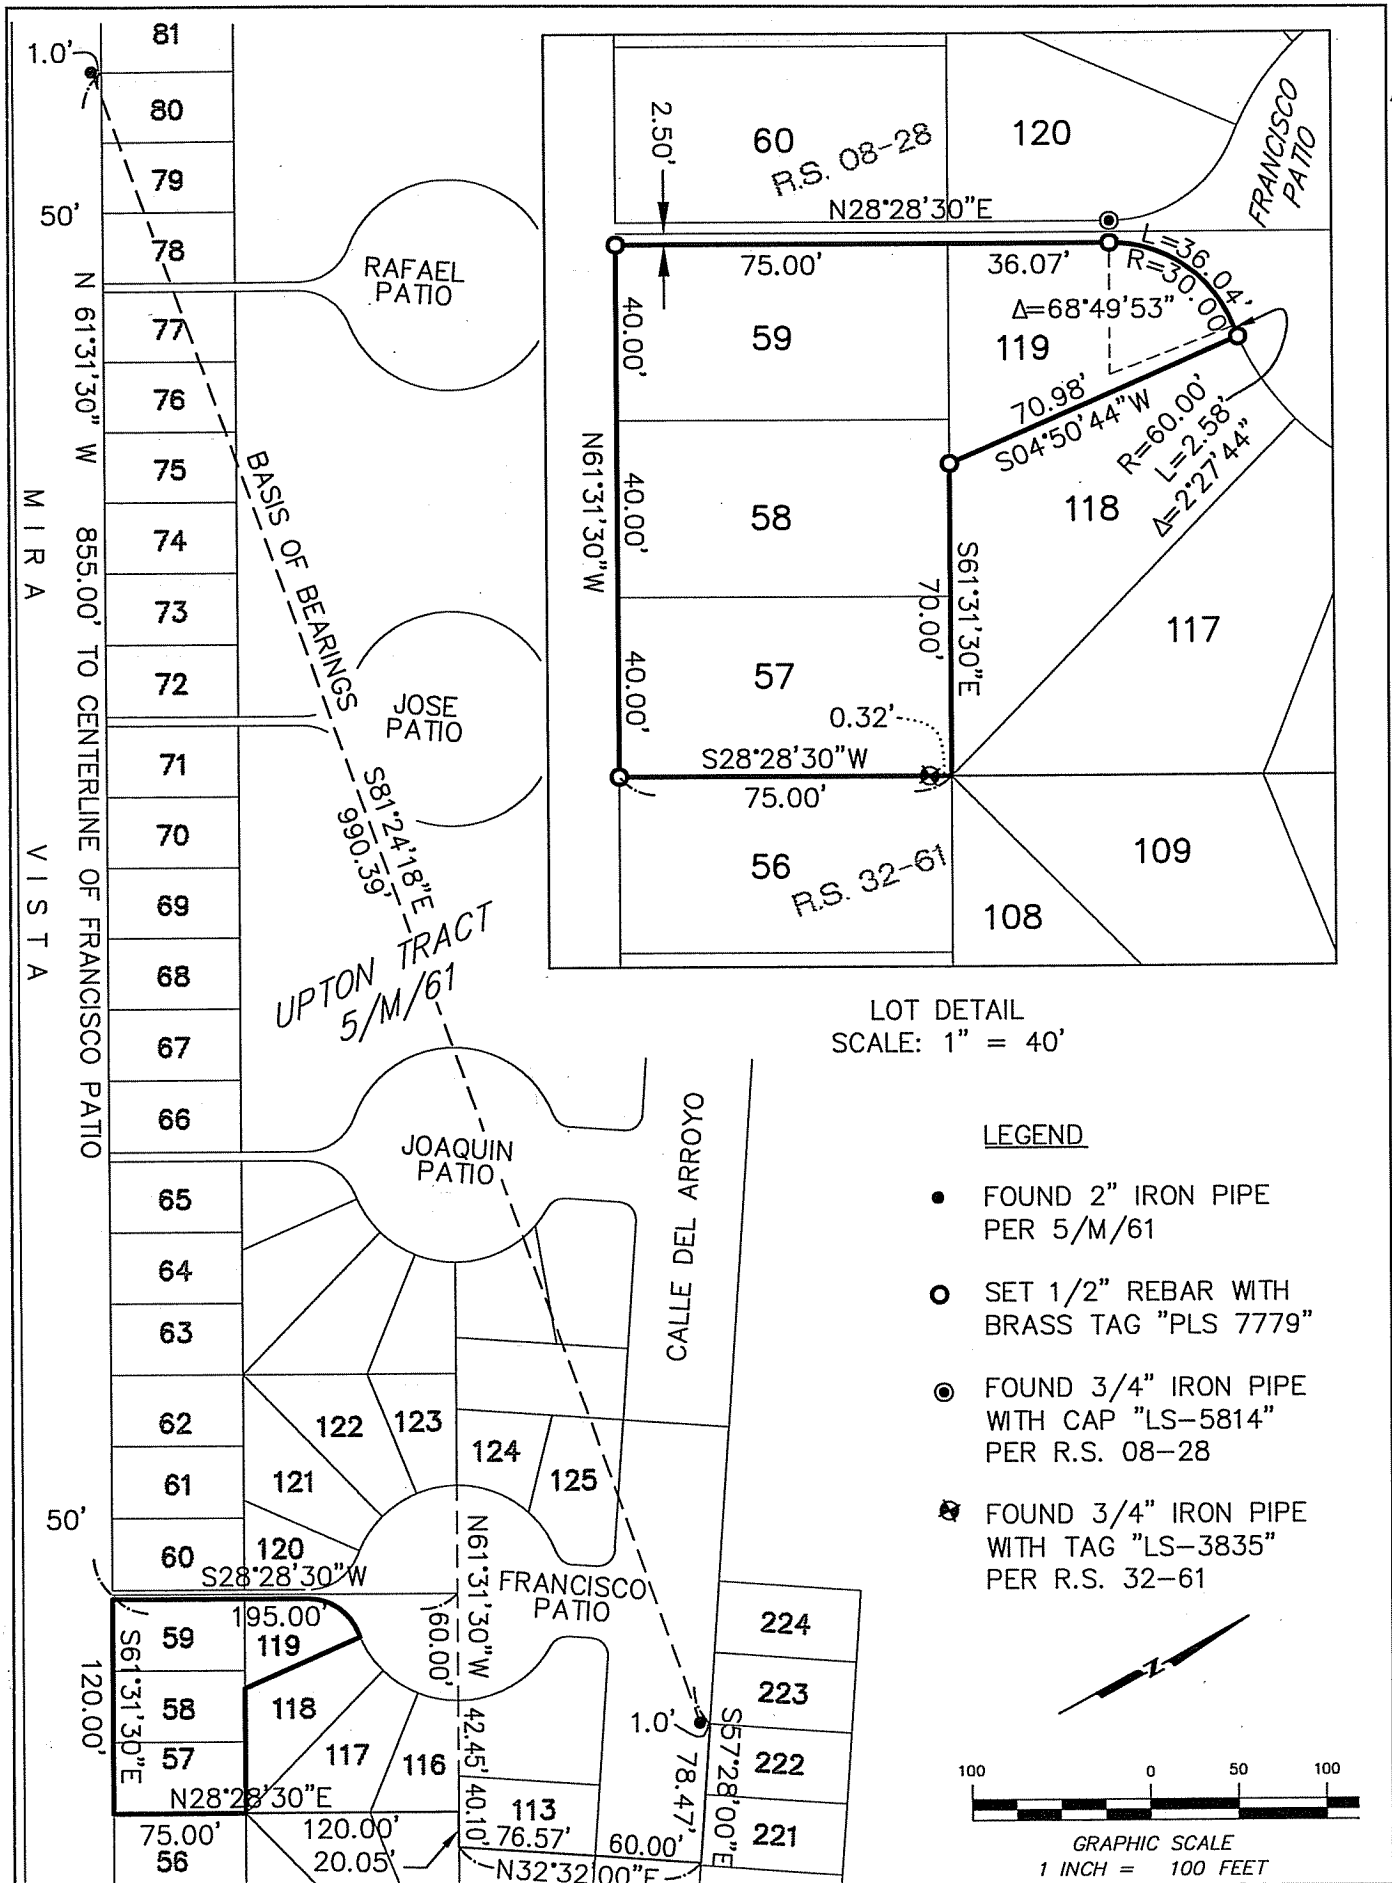 1.0'
81
80
79
50'
78
77
76
75
74
73
72
71
70
69
68
67
66
65
64
63
62
61
50'
60
59
58
57
56
N 61°31'30" W 855.00' TO CENTERLINE OF FRANCISCO PATIO
MIRA VISTA
RAFAEL
PATIO
BASIS OF BEARINGS
S81°24'18"E
990.39'
JOSE
PATIO
UPTON TRACT
5/M/61
JOAQUIN
PATIO
CALLE DEL ARROYO
122
123
121
120
124
125
S28°28'30"W
195.00'
119
118
117
116
113
S61°31'30"E
120.00'
N28°28'30"E
75.00'
120.00'
20.05'
N61°31'30"W
(60.00')
42.45'
40.10'
FRANCISCO
PATIO
76.57'
60.00'
N32°32'00"E
1.0'
78.47'
S57°28'00"E
224
223
222
221
2.50'
60
R.S. 08-28
120
FRANCISCO
PATIO
N28°28'30"E
75.00'
36.07'
L=36.04'
R=30.00'
Δ=68°49'53"
40.00'
59
119
70.98'
S04°50'44"W
R=60.00'
L=2.58'
Δ=2°27'44"
N61°31'30"W
40.00'
58
118
S61°31'30"E
70.00'
117
40.00'
57
0.32'
S28°28'30"W
75.00'
56
R.S. 32-61
109
108
LOT DETAIL
SCALE: 1" = 40'
LEGEND
FOUND 2" IRON PIPE
PER 5/M/61
SET 1/2" REBAR WITH
BRASS TAG "PLS 7779"
FOUND 3/4" IRON PIPE
WITH CAP "LS-5814"
PER R.S. 08-28
FOUND 3/4" IRON PIPE
WITH TAG "LS-3835"
PER R.S. 32-61
N
100 0 50 100
GRAPHIC SCALE
1 INCH = 100 FEET